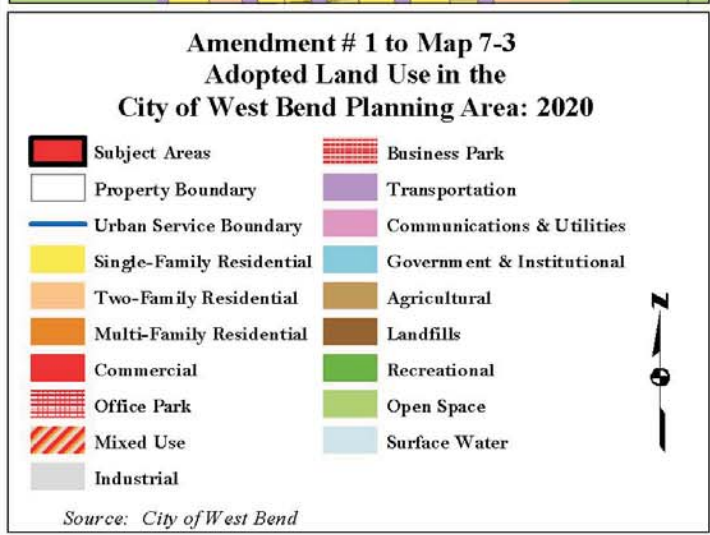 Amendment # 1 to Map 7-3
Adopted Land Use in the
City of West Bend Planning Area: 2020
Subject Areas
Property Boundary
Urban Service Boundary
Single-Family Residential
Two-Family Residential
Multi-Family Residential
Commercial
Office Park
Mixed Use
Industrial
Business Park
Transportation
Communications & Utilities
Government & Institutional
Agricultural
Landfills
Recreational
Open Space
Surface Water
N
Source: City of West Bend